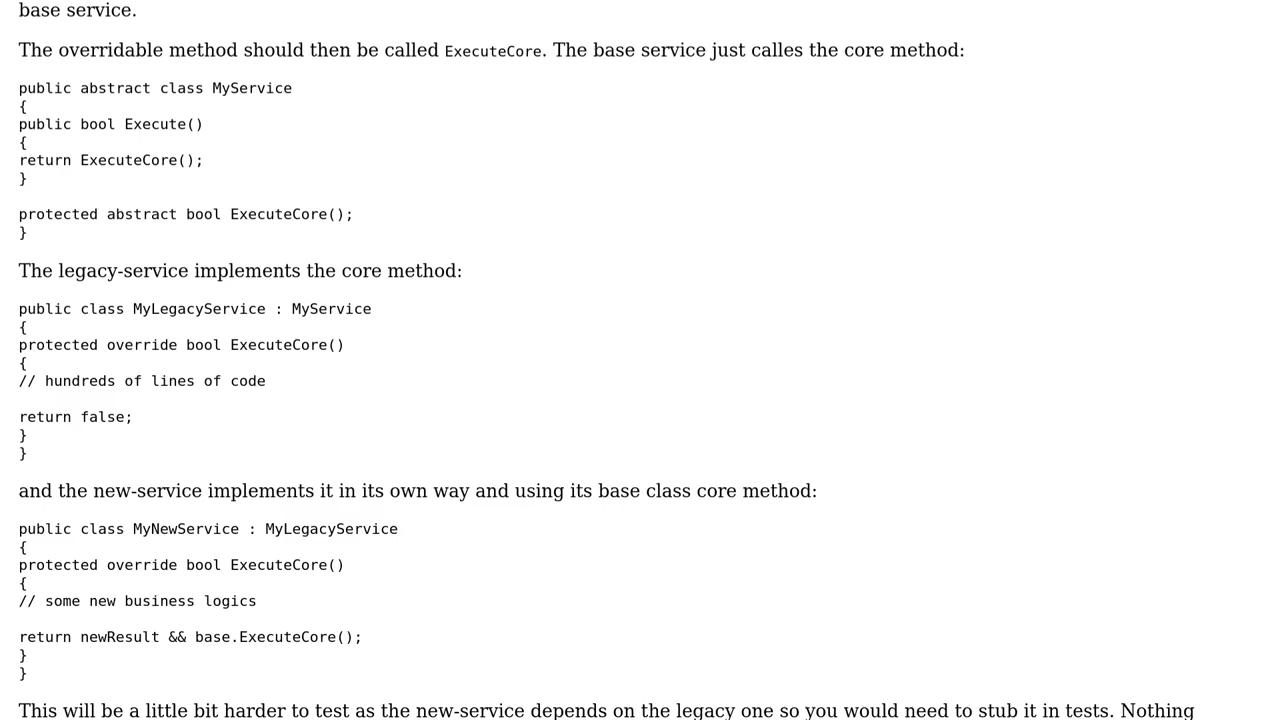 base service.
The overridable method should then be called ExecuteCore. The base service just calles the core method:
public abstract class MyService
{
public bool Execute()
{
return ExecuteCore();
}
protected abstract bool ExecuteCore();
}
The legacy-service implements the core method:
public class MyLegacyService : MyService
{
protected override bool ExecuteCore()
{
// hundreds of lines of code
return false;
}
}
and the new-service implements it in its own way and using its base class core method:
public class MyNewService : MyLegacyService
{
protected override bool ExecuteCore()
{
// some new business logics
return newResult && base.ExecuteCore();
}
}
This will be a little bit harder to test as the new-service depends on the legacy one so you would need to stub it in tests. Nothing